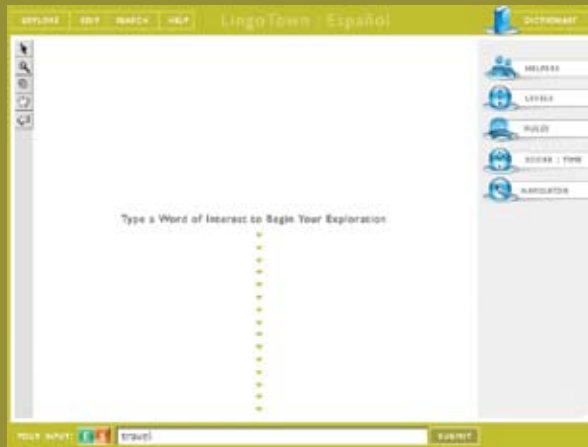 EXPLORE EDIT SEARCH HELP LingoTown : Español DICTIONARY
HELPERS
LEVELS
RULES
SCORE : TIME
NAVIGATOR
Type a Word of Interest to Begin Your Exploration
YOUR INPUT: E S travel SUBMIT